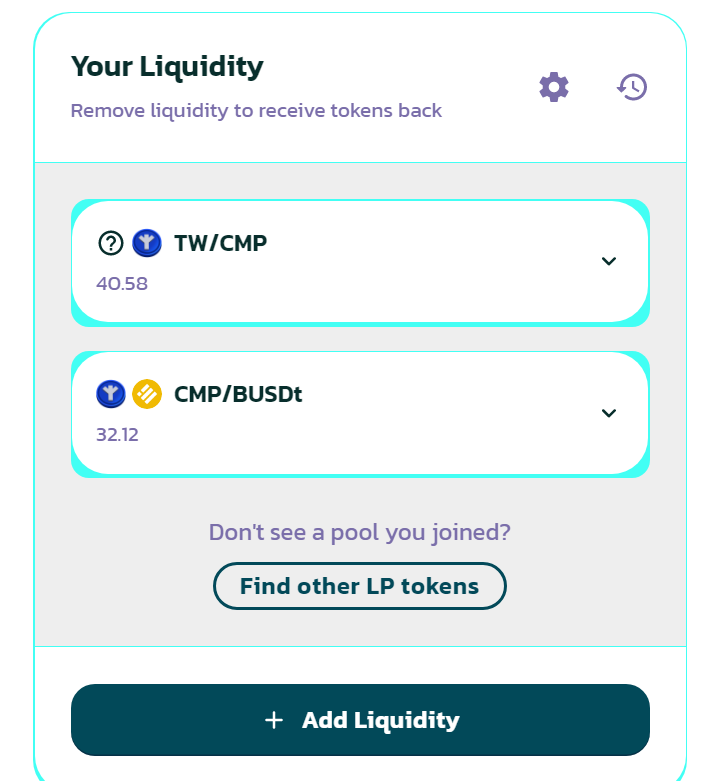 Your Liquidity
Remove liquidity to receive tokens back
TW/CMP
40.58
CMP/BUSDt
32.12
Don't see a pool you joined?
Find other LP tokens
+ Add Liquidity